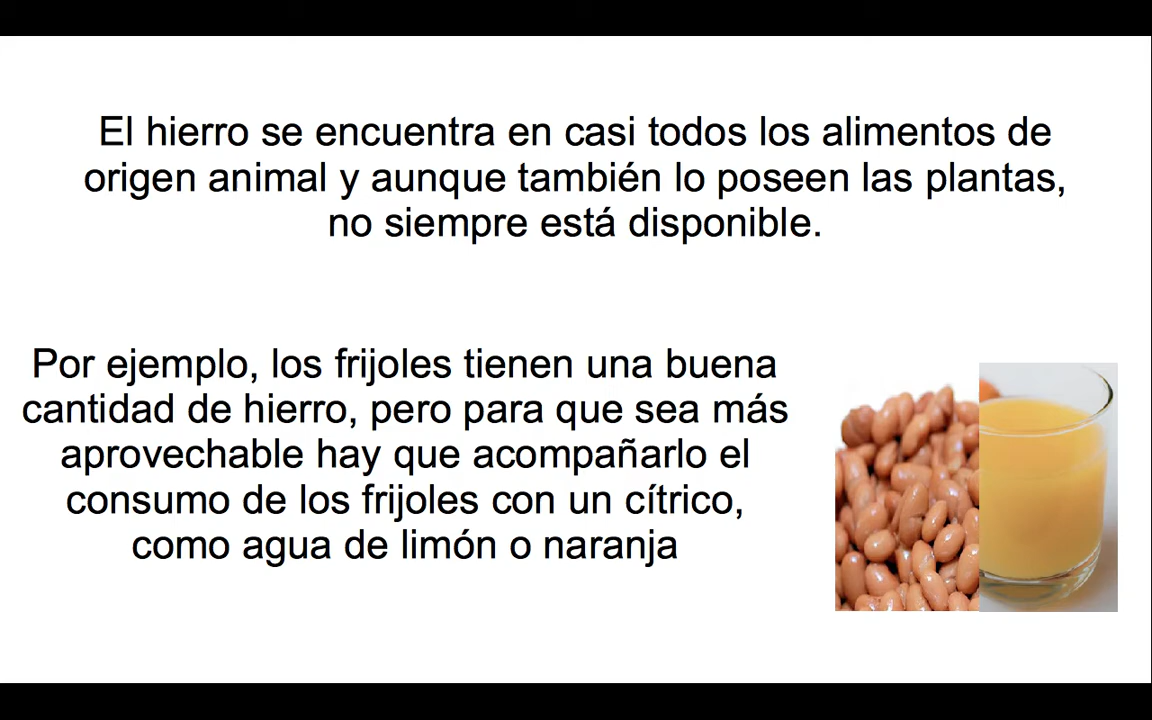 El hierro se encuentra en casi todos los alimentos de
origen animal y aunque también lo poseen las plantas,
no siempre está disponible.
Por ejemplo, los frijoles tienen una buena
cantidad de hierro, pero para que sea más
aprovechable hay que acompañarlo el
consumo de los frijoles con un cítrico,
como agua de limón o naranja